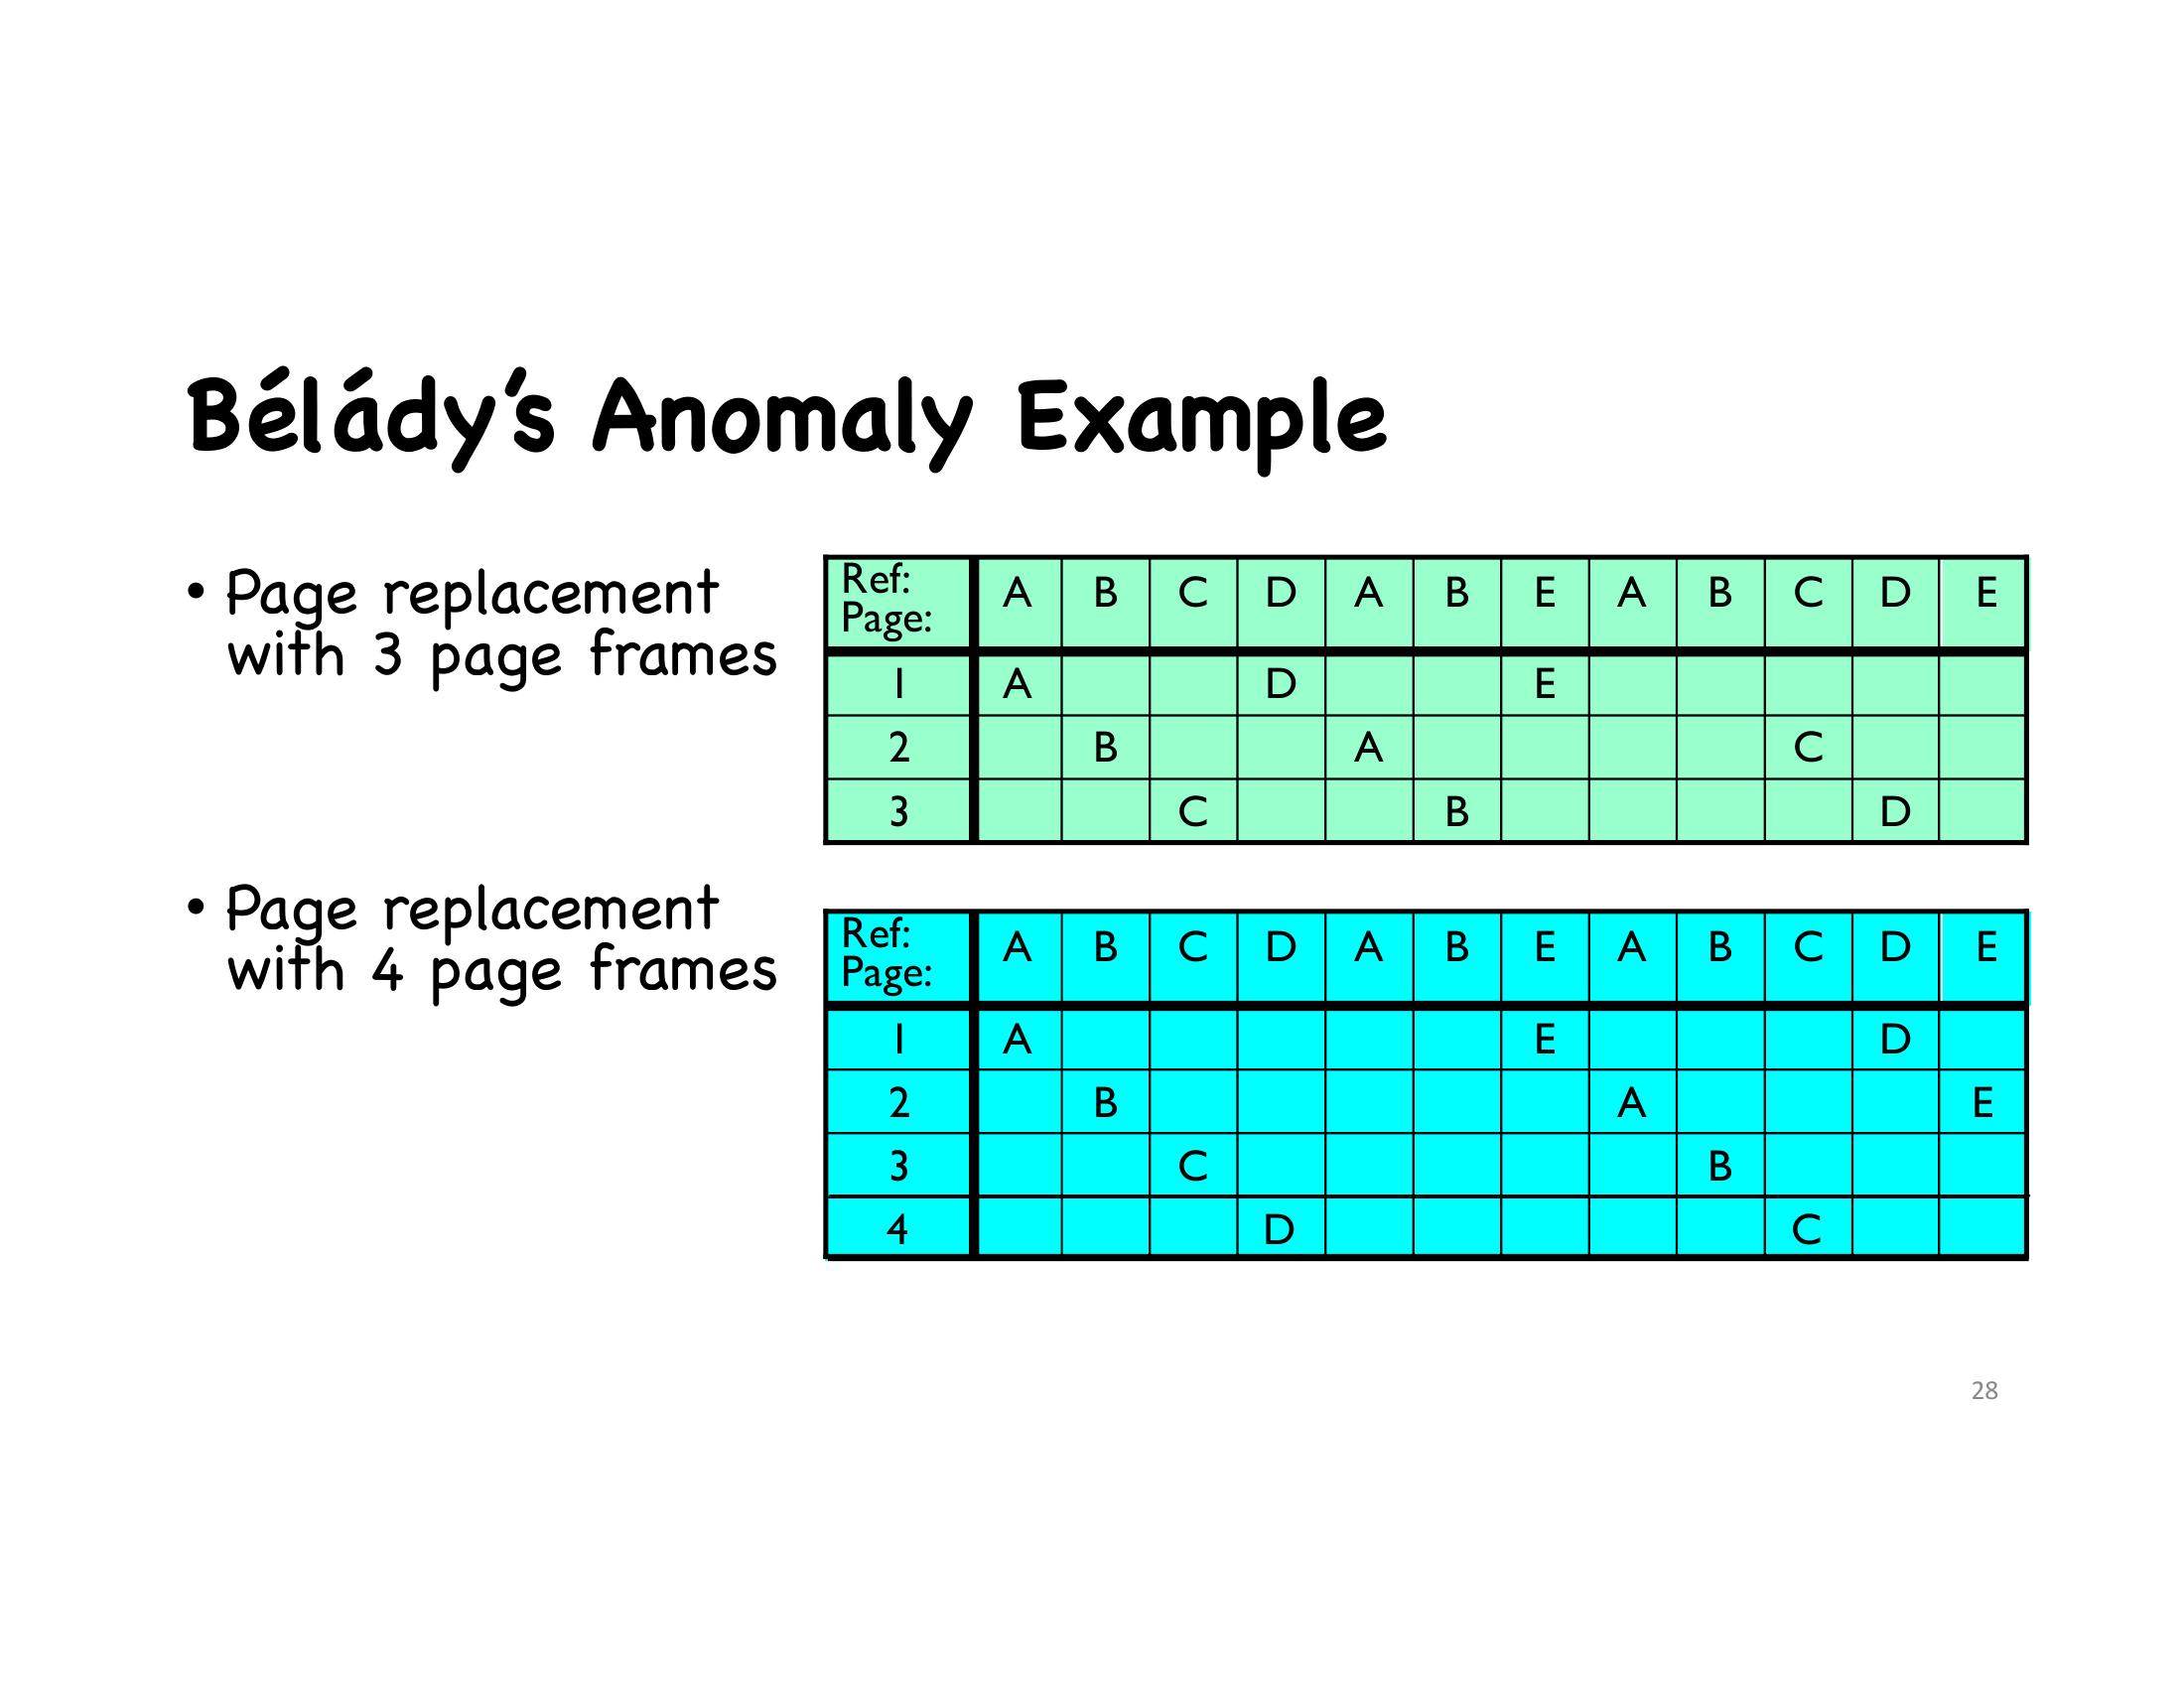 Bélády's Anomaly Example
• Page replacement
with 3 page frames
Ref:
Page:
A B C D A B E A B C D E
1 A D E
2 B A C
3 C B D
• Page replacement
with 4 page frames
Ref:
Page:
A B C D A B E A B C D E
1 A E D
2 B A E
3 C B
4 D C
28